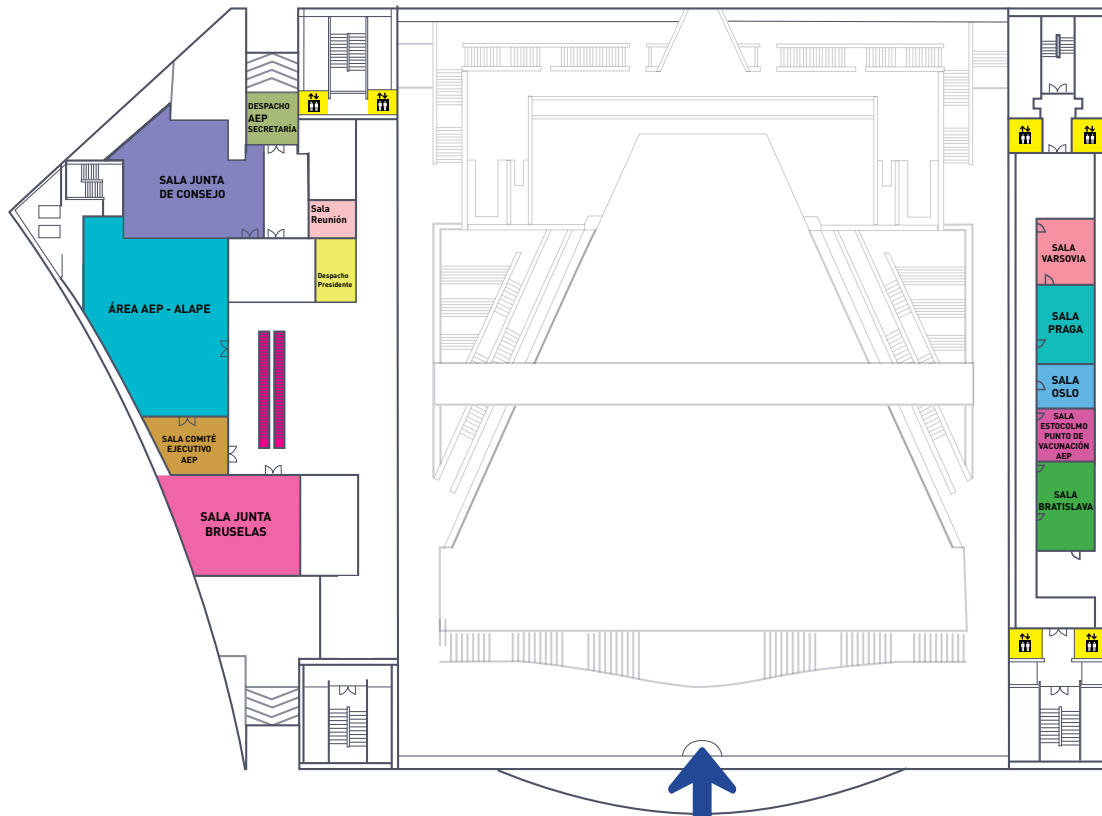 DESPACHO
AEP
SECRETARÍA
SALA JUNTA
DE CONSEJO
Sala
Reunión
Despacho
Presidente
ÁREA AEP - ALAPE
SALA COMITÉ
EJECUTIVO
AEP
SALA JUNTA
BRUSELAS
SALA
VARSOVIA
SALA
PRAGA
SALA
OSLO
SALA
ESTOCOLMO
PUNTO DE
VACUNACIÓN
AEP
SALA
BRATISLAVA